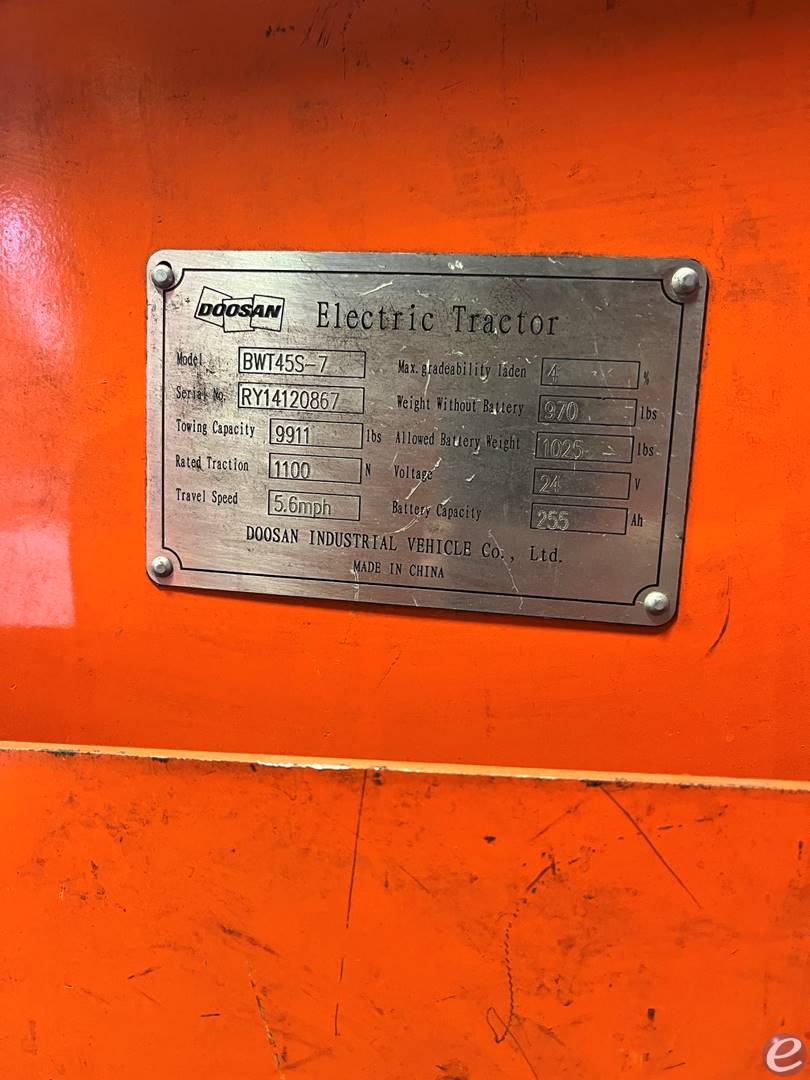 DOOSAN Electric Tractor
Model BWT45S-7 Max.gradeability laden 4 %
Serial No. RY14120867 Weight Without Battery 970 lbs
Towing Capacity 9911 lbs Allowed Battery Weight 1025 lbs
Rated Traction 1100 N Voltage 24 V
Travel Speed 5.6mph Battery Capacity 255 Ah
DOOSAN INDUSTRIAL VEHICLE Co., Ltd.
MADE IN CHINA
e